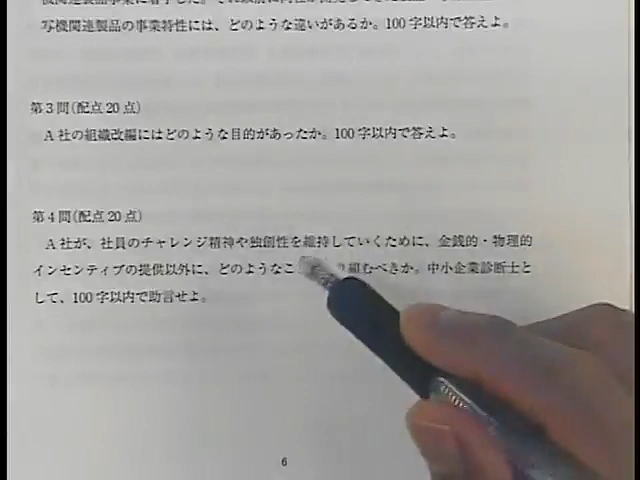 写機関連製品の事業特性には、どのような違いがあるか。100字以内で答えよ。
第3問(配点20点)
A社の組織改編にはどのような目的があったか。100字以内で答えよ。
第4問(配点20点)
A社が、社員のチャレンジ精神や独創性を維持していくために、金銭的・物理的
インセンティブの提供以外に、どのようなこ り組むべきか。中小企業診断士と
して、100字以内で助言せよ。
6